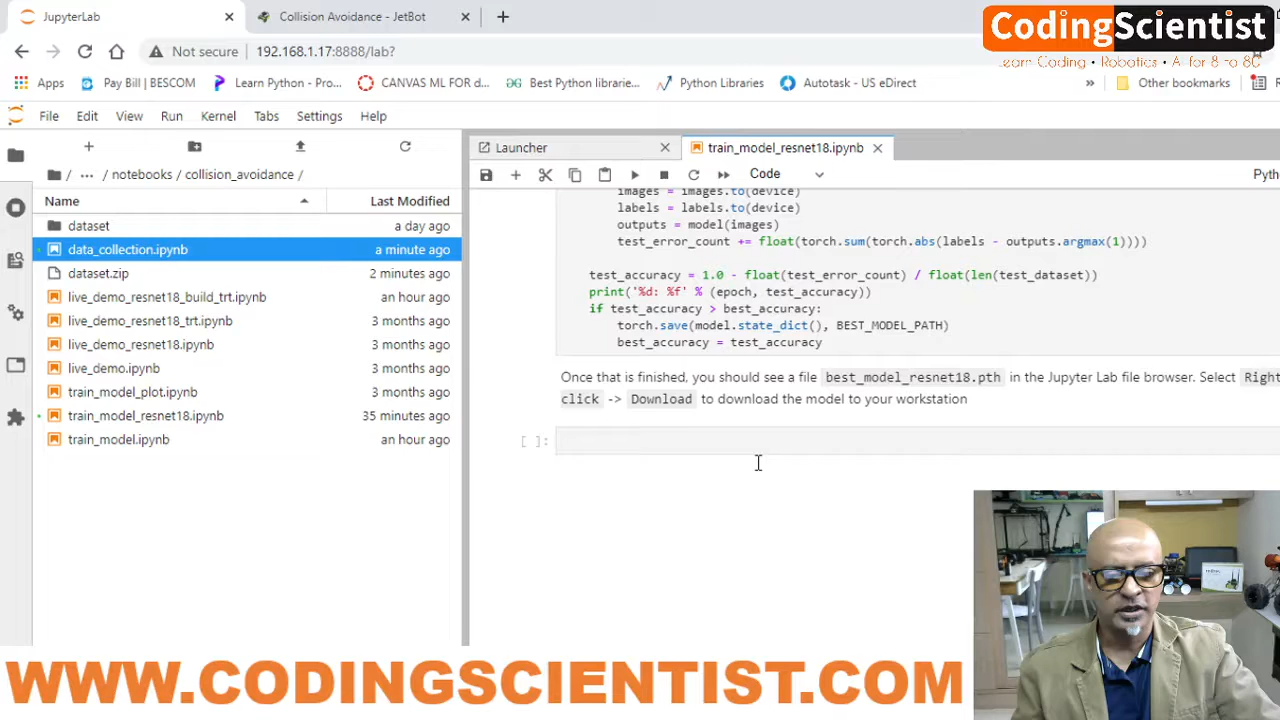 JupyterLab
Collision Avoidance - JetBot
CodingScientist
Learn Coding • Robotics • AI for 8 to 80
Not secure
192.168.1.17:8888/lab?
Apps
Pay Bill | BESCOM
Learn Python - Pro...
CANVAS ML FOR d...
Best Python librarie...
Python Libraries
Autotask - US eDirect
»
Other bookmarks
File Edit View Run Kernel Tabs Settings Help
Launcher
train_model_resnet18.ipynb
/ ... / notebooks / collision_avoidance /
Code
Pyth
Name Last Modified
dataset a day ago
data_collection.ipynb a minute ago
dataset.zip 2 minutes ago
live_demo_resnet18_build_trt.ipynb an hour ago
live_demo_resnet18_trt.ipynb 3 months ago
live_demo_resnet18.ipynb 3 months ago
live_demo.ipynb 3 months ago
train_model_plot.ipynb 3 months ago
train_model_resnet18.ipynb 35 minutes ago
train_model.ipynb an hour ago
images = images.to(device)
labels = labels.to(device)
outputs = model(images)
test_error_count += float(torch.sum(torch.abs(labels - outputs.argmax(1))))
test_accuracy = 1.0 - float(test_error_count) / float(len(test_dataset))
print('%d: %f' % (epoch, test_accuracy))
if test_accuracy > best_accuracy:
torch.save(model.state_dict(), BEST_MODEL_PATH)
best_accuracy = test_accuracy
Once that is finished, you should see a file best_model_resnet18.pth in the Jupyter Lab file browser. Select Right
click -> Download to download the model to your workstation
[ ]:
WWW.CODINGSCIENTIST.COM